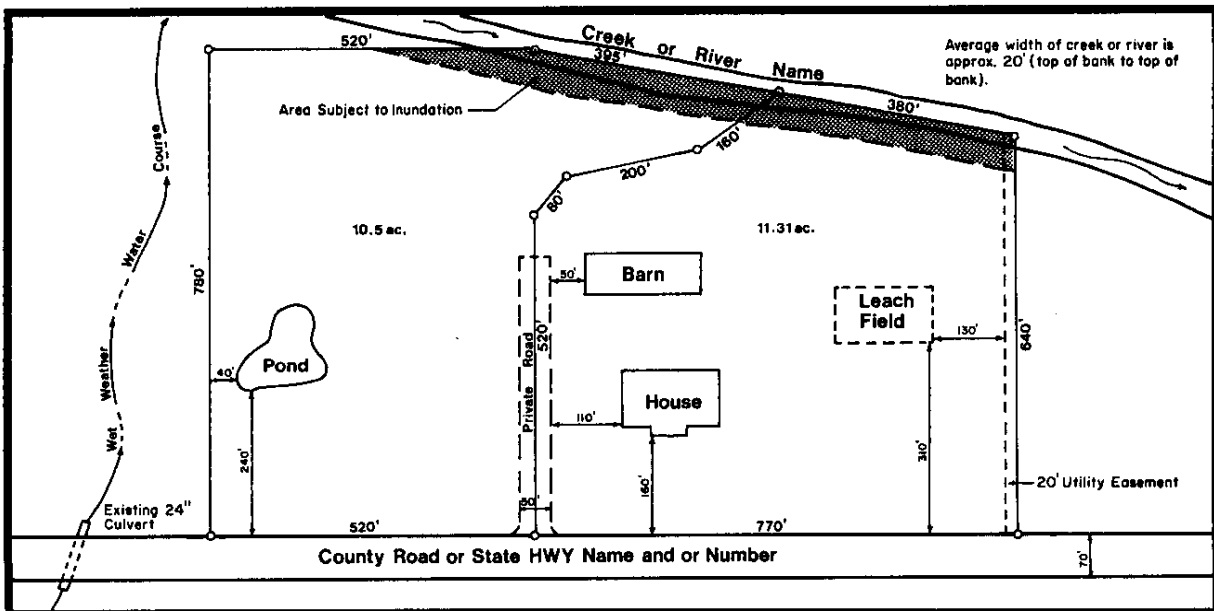 520'
Creek or River Name
395'
380'
Average width of creek or river is
approx. 20' (top of bank to top of
bank).
Area Subject to Inundation
160'
200'
80'
10.5 ac.
11.31 ac.
780'
Wet Weather Water Course
50'
Barn
Leach
Field
130'
640'
520'
Private Road
Pond
40'
240'
House
110'
160'
310'
20' Utility Easement
Existing 24"
Culvert
50'
520'
770'
County Road or State HWY Name and or Number
70'